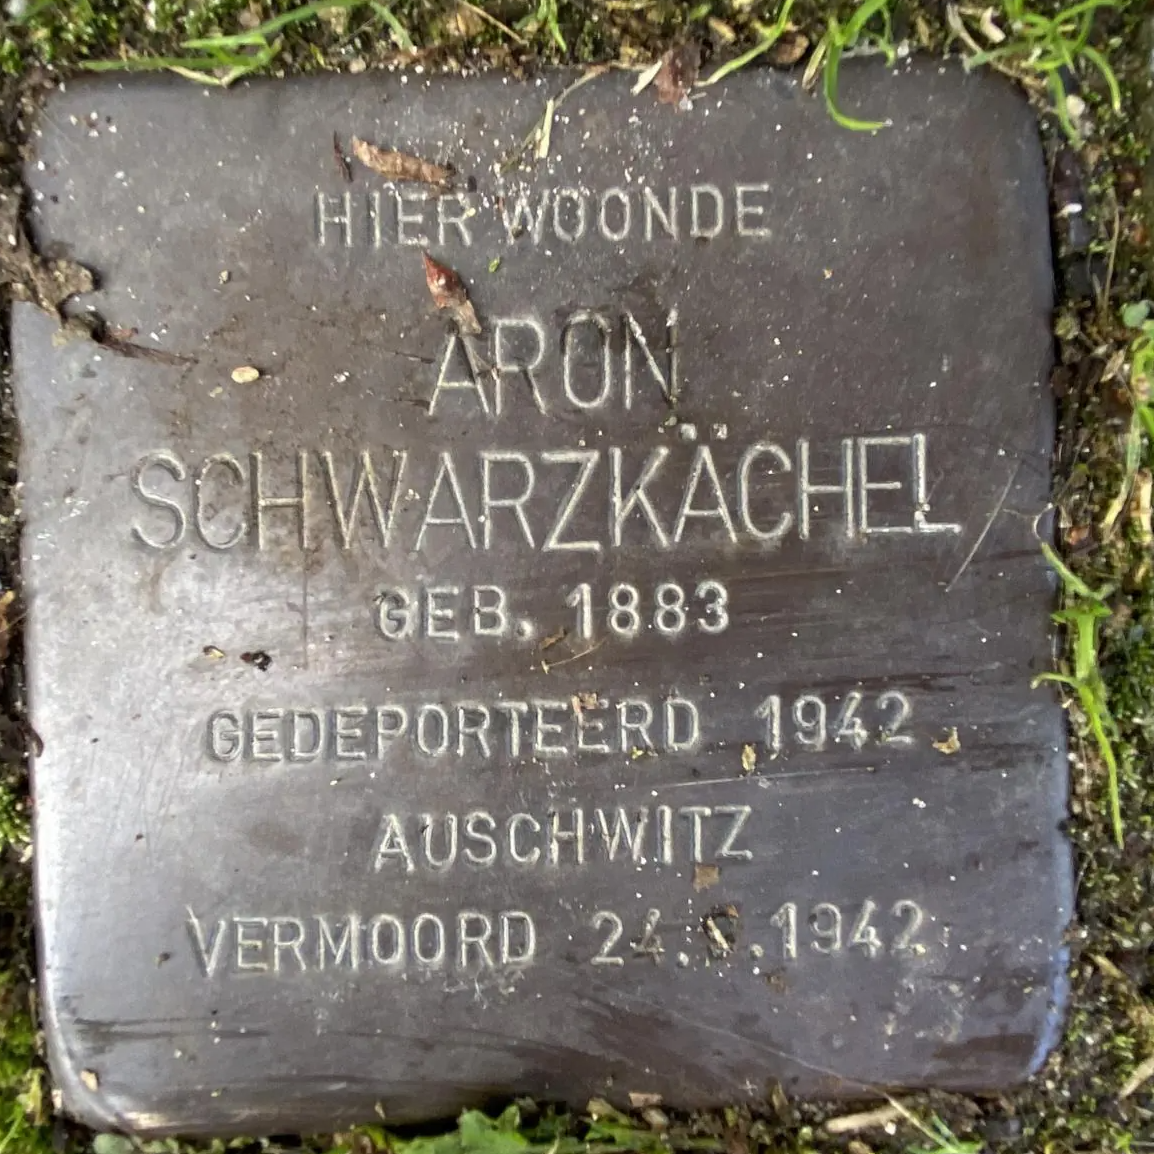 HIER WOONDE
ARON
SCHWARZKÄCHEL
GEB. 1883
GEDEPORTEERD 1942
AUSCHWITZ
VERMOORD